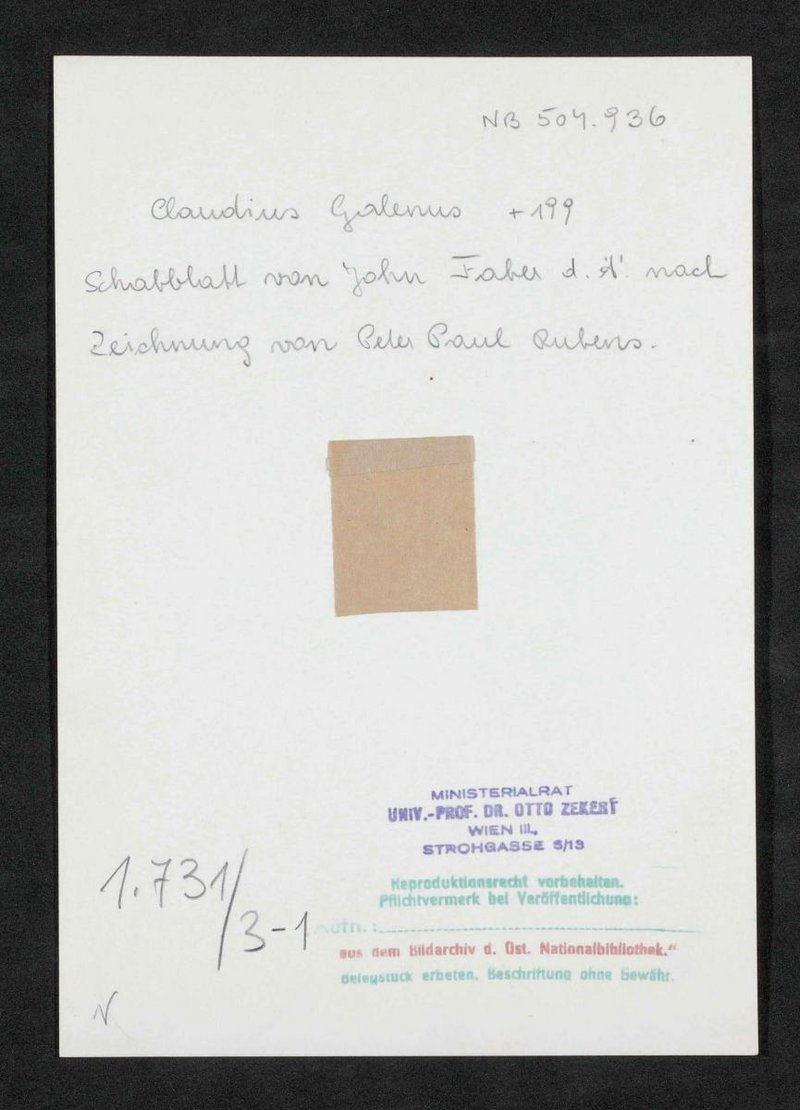 NB 504.936
Claudius Galenus +199
Schabblatt von John Faber d. Ä. nach
Zeichnung von Peter Paul Rubens.
MINISTERIALRAT
UNIV.-PROF. DR. OTTO ZEKERT
WIEN III.,
STROHGASSE 5/13
1.731/3-1
Reproduktionsrecht vorbehalten.
Pflichtvermerk bei Veröffentlichung:
Aufn.:
aus dem Bildarchiv d. Öst. Nationalbibliothek.“
Belegstück erbeten. Beschriftung ohne Gewähr.
N